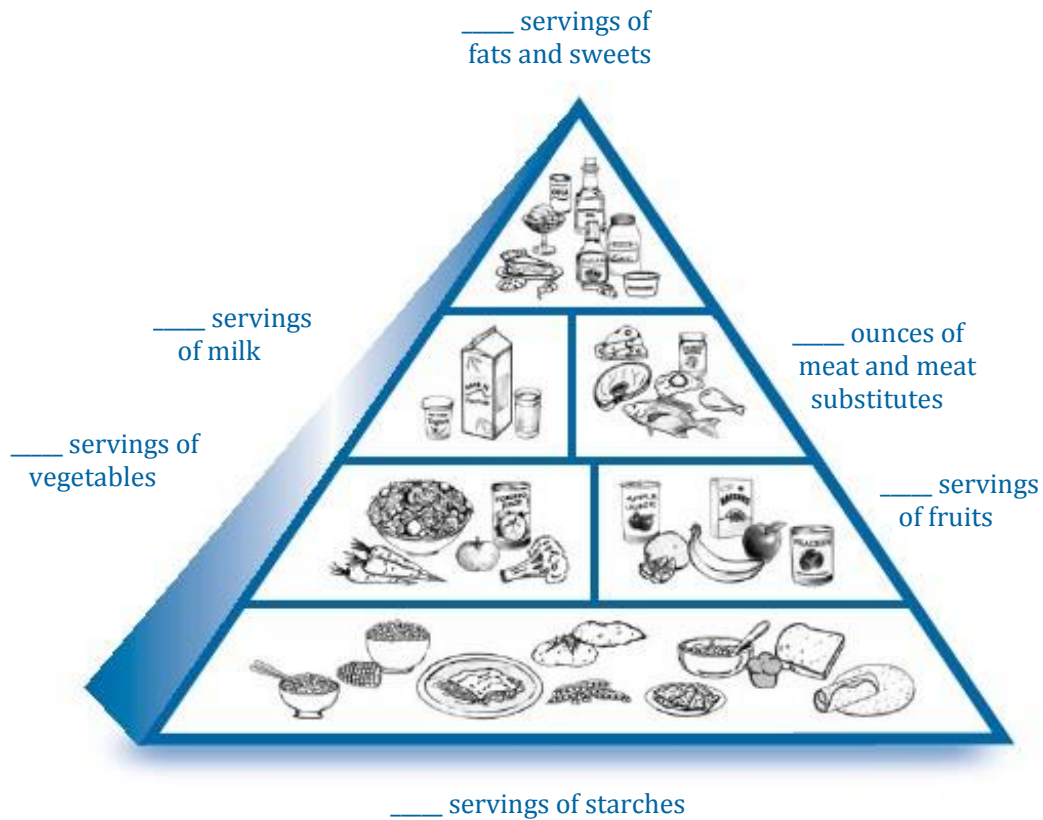 _____ servings of
fats and sweets
_____ servings
of milk
_____ ounces of
meat and meat
substitutes
_____ servings of
vegetables
_____ servings
of fruits
_____ servings of starches